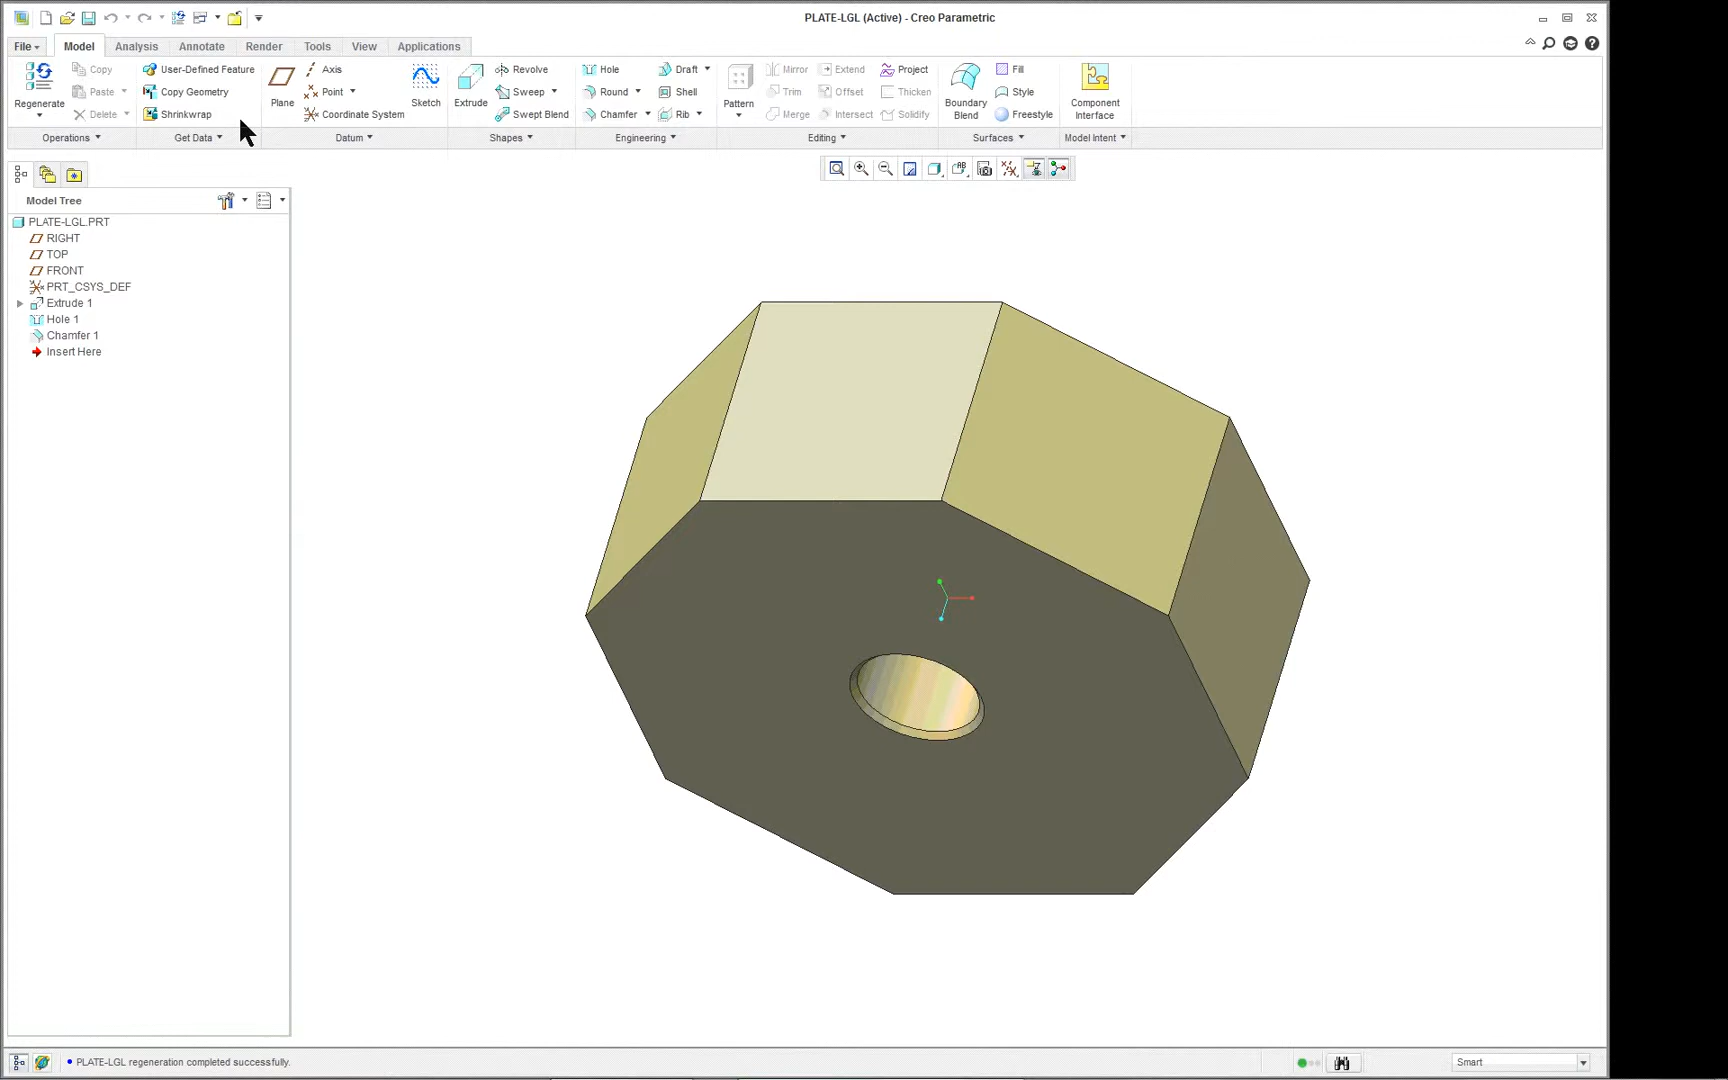 PLATE-LGL (Active) - Creo Parametric
File Model Analysis Annotate Render Tools View Applications
Regenerate
Copy
Paste
Delete
Operations
User-Defined Feature
Copy Geometry
Shrinkwrap
Get Data
Plane
Axis
Point
Coordinate System
Datum
Sketch
Extrude
Revolve
Sweep
Swept Blend
Shapes
Hole
Round
Chamfer
Draft
Shell
Rib
Engineering
Pattern
Mirror
Trim
Merge
Extend
Offset
Intersect
Project
Thicken
Solidify
Editing
Boundary
Blend
Fill
Style
Freestyle
Surfaces
Component
Interface
Model Intent
Model Tree
PLATE-LGL.PRT
RIGHT
TOP
FRONT
PRT_CSYS_DEF
Extrude 1
Hole 1
Chamfer 1
Insert Here
PLATE-LGL regeneration completed successfully.
Smart